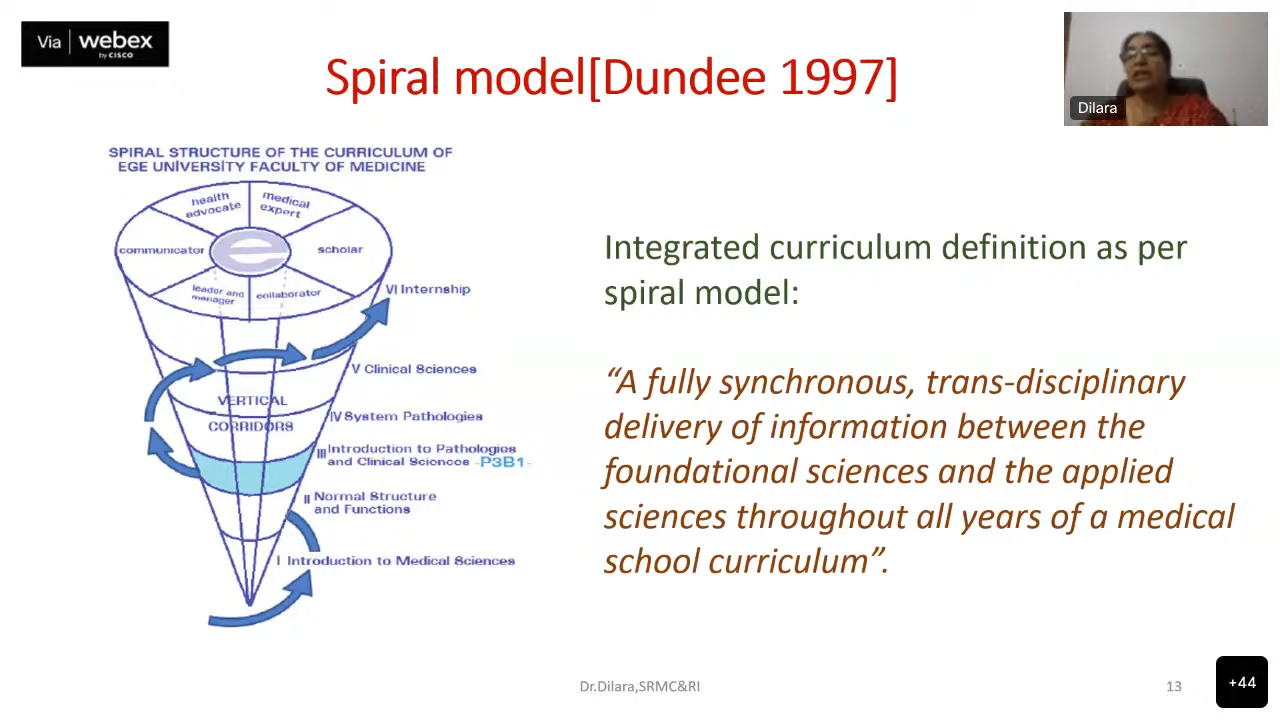 Via | webex
by CISCO
Spiral model[Dundee 1997]
Dilara
SPIRAL STRUCTURE OF THE CURRICULUM OF
EGE UNİVERSİTY FACULTY OF MEDICINE
health
advocate
medical
expert
communicator
e
scholar
leader and
manager
collaborator
VI Internship
V Clinical Sciences
VERTICAL
CORRIDORS
IV System Pathologies
III Introduction to Pathologies
and Clinical Sciences -P3B1-
II Normal Structure
and Functions
I Introduction to Medical Sciences
Integrated curriculum definition as per
spiral model:
“A fully synchronous, trans-disciplinary
delivery of information between the
foundational sciences and the applied
sciences throughout all years of a medical
school curriculum”.
Dr.Dilara,SRMC&RI
13
+44